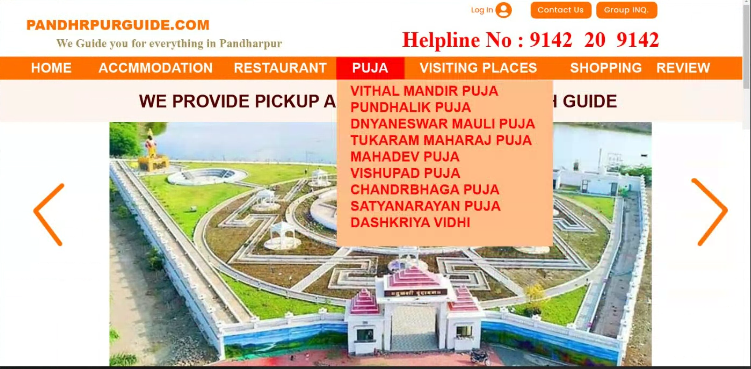 Log In
Contact Us
Group INQ.
PANDHRPURGUIDE.COM
We Guide you for everything in Pandharpur
Helpline No : 9142 20 9142
HOME ACCMMODATION RESTAURANT PUJA VISITING PLACES SHOPPING REVIEW
WE PROVIDE PICKUP A H GUIDE
VITHAL MANDIR PUJA
PUNDHALIK PUJA
DNYANESWAR MAULI PUJA
TUKARAM MAHARAJ PUJA
MAHADEV PUJA
VISHUPAD PUJA
CHANDRBHAGA PUJA
SATYANARAYAN PUJA
DASHKRIYA VIDHI